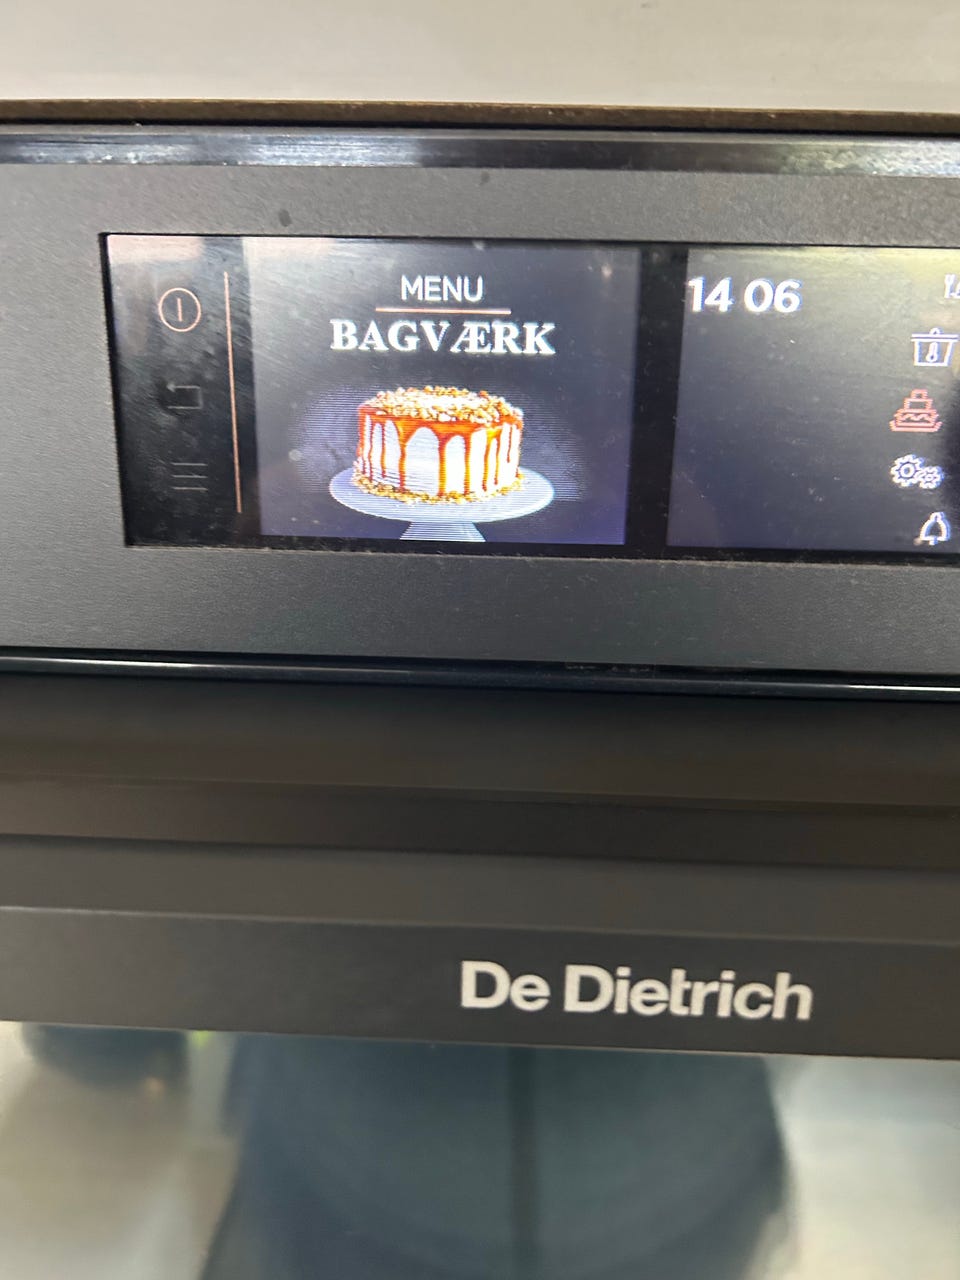 MENU
BAGVÆRK
14 06
De Dietrich